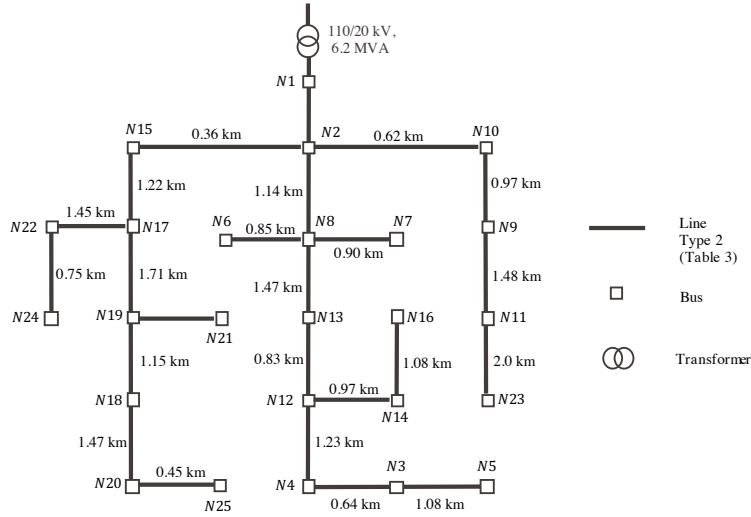 110/20 kV,
6.2 MVA
N1
N15
0.36 km
N2
0.62 km
N10
1.22 km
1.14 km
0.97 km
N22
1.45 km
N17
N6
0.85 km
N8
N7
0.90 km
N9
Line
Type 2
(Table 3)
0.75 km
1.71 km
1.47 km
1.48 km
Bus
N24
N19
N21
N13
N16
N11
1.15 km
0.83 km
1.08 km
2.0 km
Transformer
N18
N12
0.97 km
N14
N23
1.47 km
1.23 km
N20
0.45 km
N25
N4
N3
N5
0.64 km
1.08 km